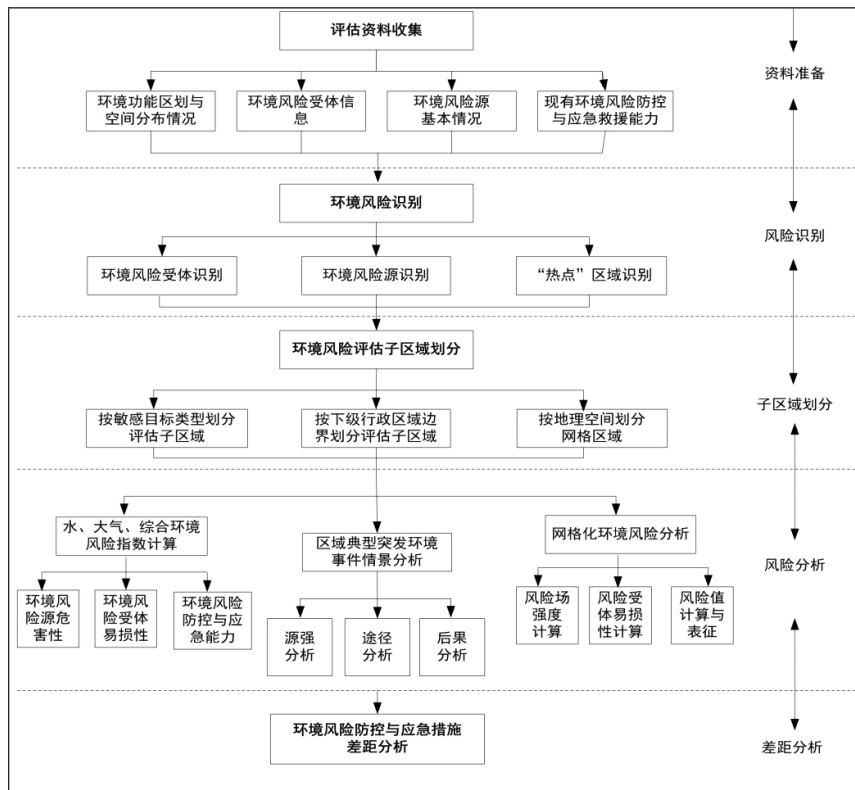 评估资料收集
资料准备
环境功能区划与
空间分布情况
环境风险受体信
息
环境风险源
基本情况
现有环境风险防控
与应急救援能力
环境风险识别
风险识别
环境风险受体识别
环境风险源识别
“热点”区域识别
环境风险评估子区域划分
子区域划分
按敏感目标类型划分
评估子区域
按下级行政区域边
界划分评估子区域
按地理空间划分
网格区域
水、大气、综合环境
风险指数计算
区域典型突发环境
事件情景分析
网格化环境风险分析
风险分析
环境风
险源危
害性
环境风
险受体
易损性
环境风险
防控与应
急能力
源强
分析
途径
分析
后果
分析
风险场
强度
计算
风险受
体易损
性计算
风险值
计算与
表征
环境风险防控与应急措施
差距分析
差距分析